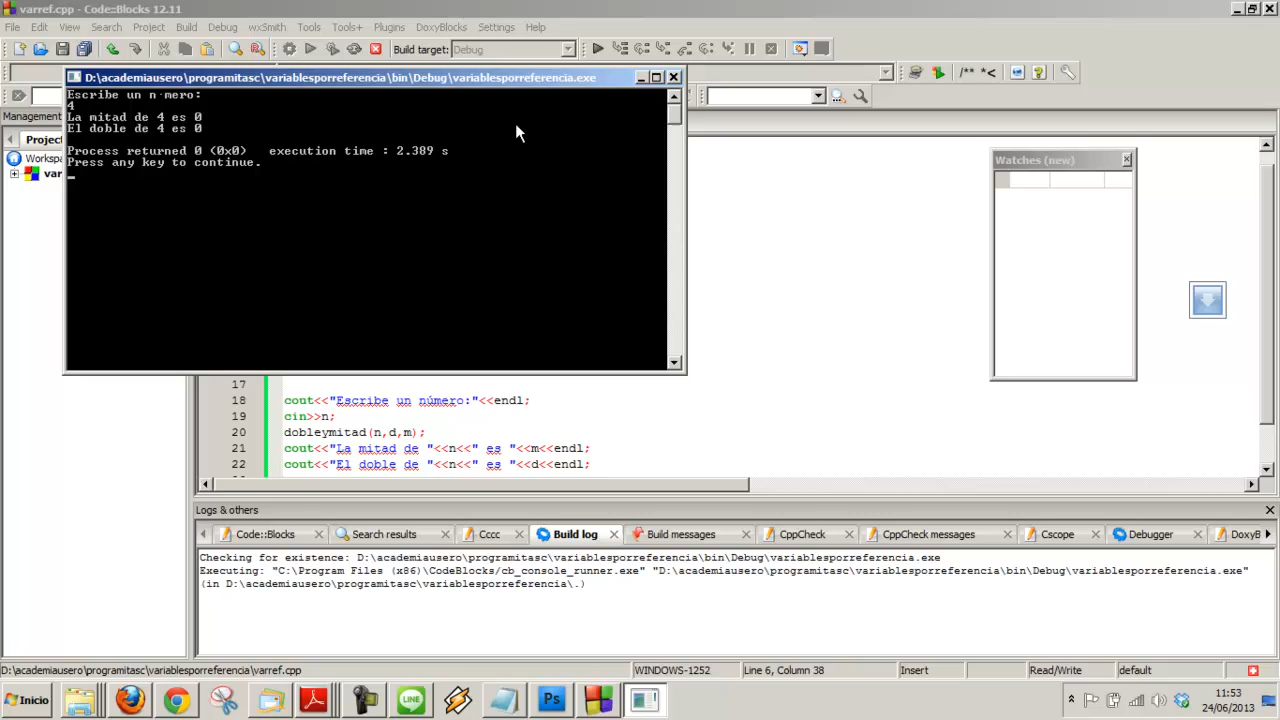 varref.cpp - Code::Blocks 12.11
File Edit View Search Project Build Debug wxSmith Tools Tools+ Plugins DoxyBlocks Settings Help
Build target: Debug
/** *<
D:\academiausero\programitasc\variablesporreferencia\bin\Debug\variablesporreferencia.exe
Escribe un n·mero:
4
La mitad de 4 es 0
El doble de 4 es 0
Process returned 0 (0x0) execution time : 2.389 s
Press any key to continue.
Management
Project
Workspa
var
Watches (new)
17
18 cout<<"Escribe un número:"<<endl;
19 cin>>n;
20 dobleymitad(n,d,m);
21 cout<<"La mitad de "<<n<<" es "<<m<<endl;
22 cout<<"El doble de "<<n<<" es "<<d<<endl;
Logs & others
Code::Blocks Search results Cccc Build log Build messages CppCheck CppCheck messages Cscope Debugger DoxyB
Checking for existence: D:\academiausero\programitasc\variablesporreferencia\bin\Debug\variablesporreferencia.exe
Executing: "C:\Program Files (x86)\CodeBlocks/cb_console_runner.exe" "D:\academiausero\programitasc\variablesporreferencia\bin\Debug\variablesporreferencia.exe"
(in D:\academiausero\programitasc\variablesporreferencia\.)
D:\academiausero\programitasc\variablesporreferencia\varref.cpp WINDOWS-1252 Line 6, Column 38 Insert Read/Write default
Inicio
LINE
Ps
11:53
24/06/2013